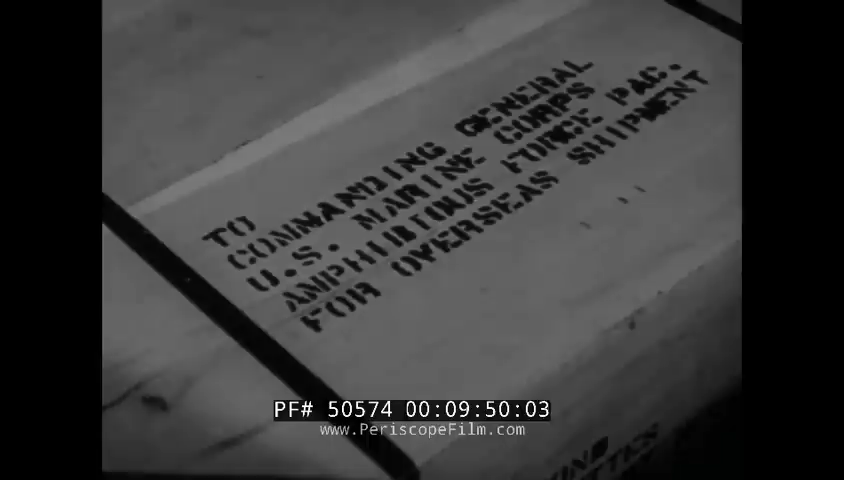 TO
COMMANDING GENERAL
U.S. MARINE CORPS
AMPHIBIOUS FORCE PAC.
FOR OVERSEAS SHIPMENT
PF# 50574 00:09:50:03
www.PeriscopeFilm.com